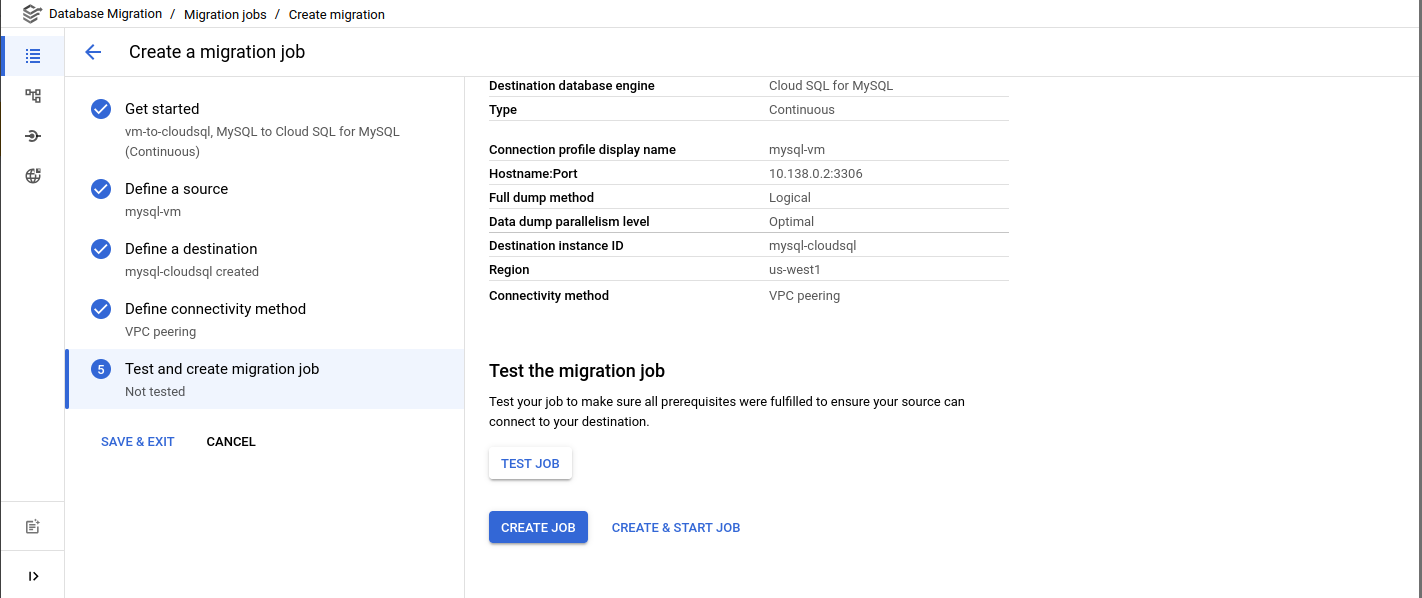 Database Migration / Migration jobs / Create migration
Create a migration job
Get started
vm-to-cloudsql, MySQL to Cloud SQL for MySQL
(Continuous)
Define a source
mysql-vm
Define a destination
mysql-cloudsql created
Define connectivity method
VPC peering
5 Test and create migration job
Not tested
SAVE & EXIT CANCEL
Destination database engine Cloud SQL for MySQL
Type Continuous
Connection profile display name mysql-vm
Hostname:Port 10.138.0.2:3306
Full dump method Logical
Data dump parallelism level Optimal
Destination instance ID mysql-cloudsql
Region us-west1
Connectivity method VPC peering
Test the migration job
Test your job to make sure all prerequisites were fulfilled to ensure your source can
connect to your destination.
TEST JOB
CREATE JOB CREATE & START JOB